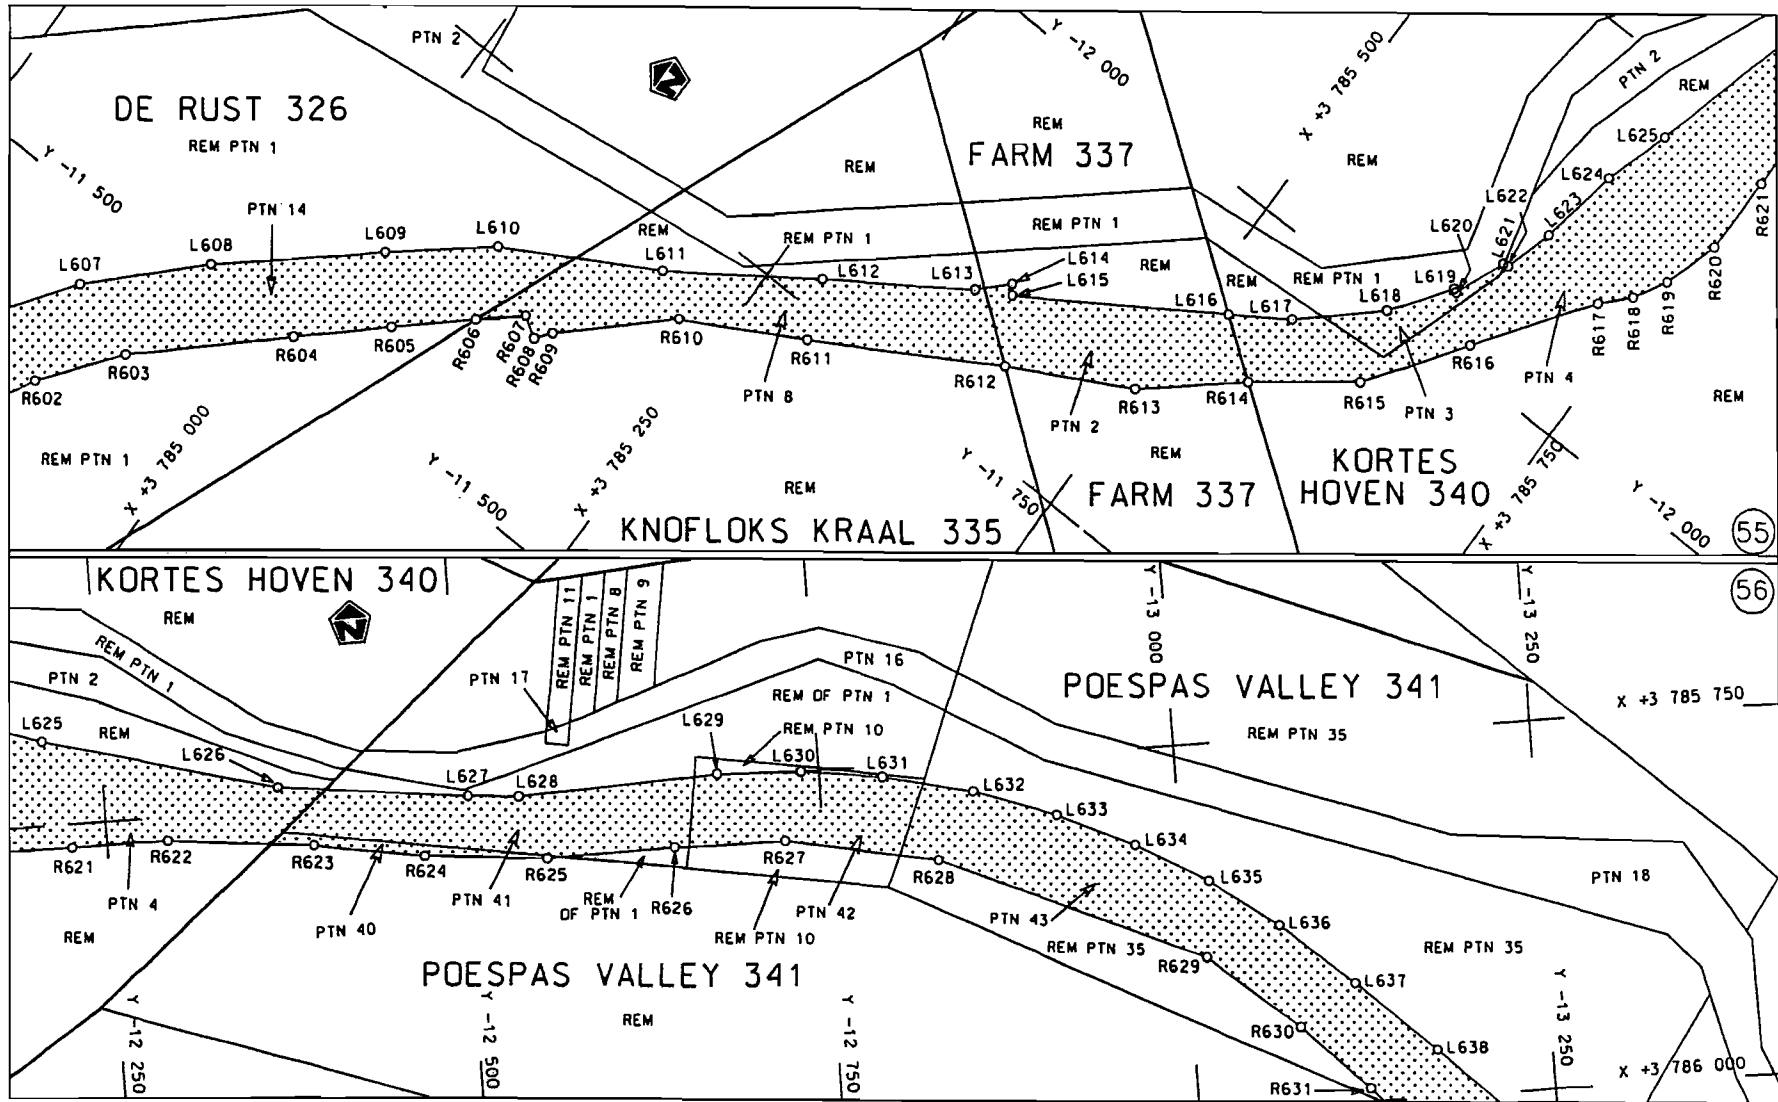 PTN 2
Y -12 000
X +3 785 500
PTN 2
REM
DE RUST 326
REM PTN 1
Y -11 500
PTN 14
REM
FARM 337
REM
REM
L625
L624
L623
L622
L621
L620
L619
L618
L617
L616
L615
L614
L613
L612
L611
L610
L609
L608
L607
REM
REM PTN 1
REM PTN 1
REM
REM
REM PTN 1
R621
R620
R619
R618
R617
R616
R615
R614
R613
R612
R611
R610
R609
R608
R607
R606
R605
R604
R603
R602
PTN 8
PTN 2
PTN 3
PTN 4
REM
REM PTN 1
X +3 785 000
Y -11 500
X +3 785 250
REM
KNOFLOKS KRAAL 335
Y -11 750
REM
FARM 337
KORTES
HOVEN 340
X +3 785 750
Y -12 000
55
KORTES HOVEN 340
REM
N
REM PTN 1
PTN 2
REM
PTN 17
REM PTN 11
REM PTN 1
REM PTN 8
REM PTN 9
PTN 16
REM OF PTN 1
REM PTN 10
Y -13 000
Y -13 250
56
POESPAS VALLEY 341
REM PTN 35
X +3 785 750
L625
L626
L627
L628
L629
L630
L631
L632
L633
L634
L635
L636
L637
L638
R621
R622
R623
R624
R625
R626
R627
R628
R629
R630
R631
PTN 4
REM
PTN 40
PTN 41
REM
OF PTN 1
REM PTN 10
PTN 42
PTN 43
REM PTN 35
REM PTN 35
PTN 18
POESPAS VALLEY 341
REM
Y -12 250
Y -12 500
Y -12 750
Y -13 250
X +3 786 000